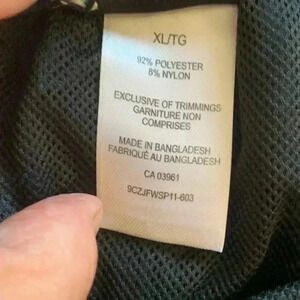 XL/TG
92% POLYESTER
8% NYLON
EXCLUSIVE OF TRIMMINGS
GARNITURE NON
COMPRISES
MADE IN BANGLADESH
FABRIQUÉ AU BANGLADESH
CA 03961
9CZJFWSP11-603